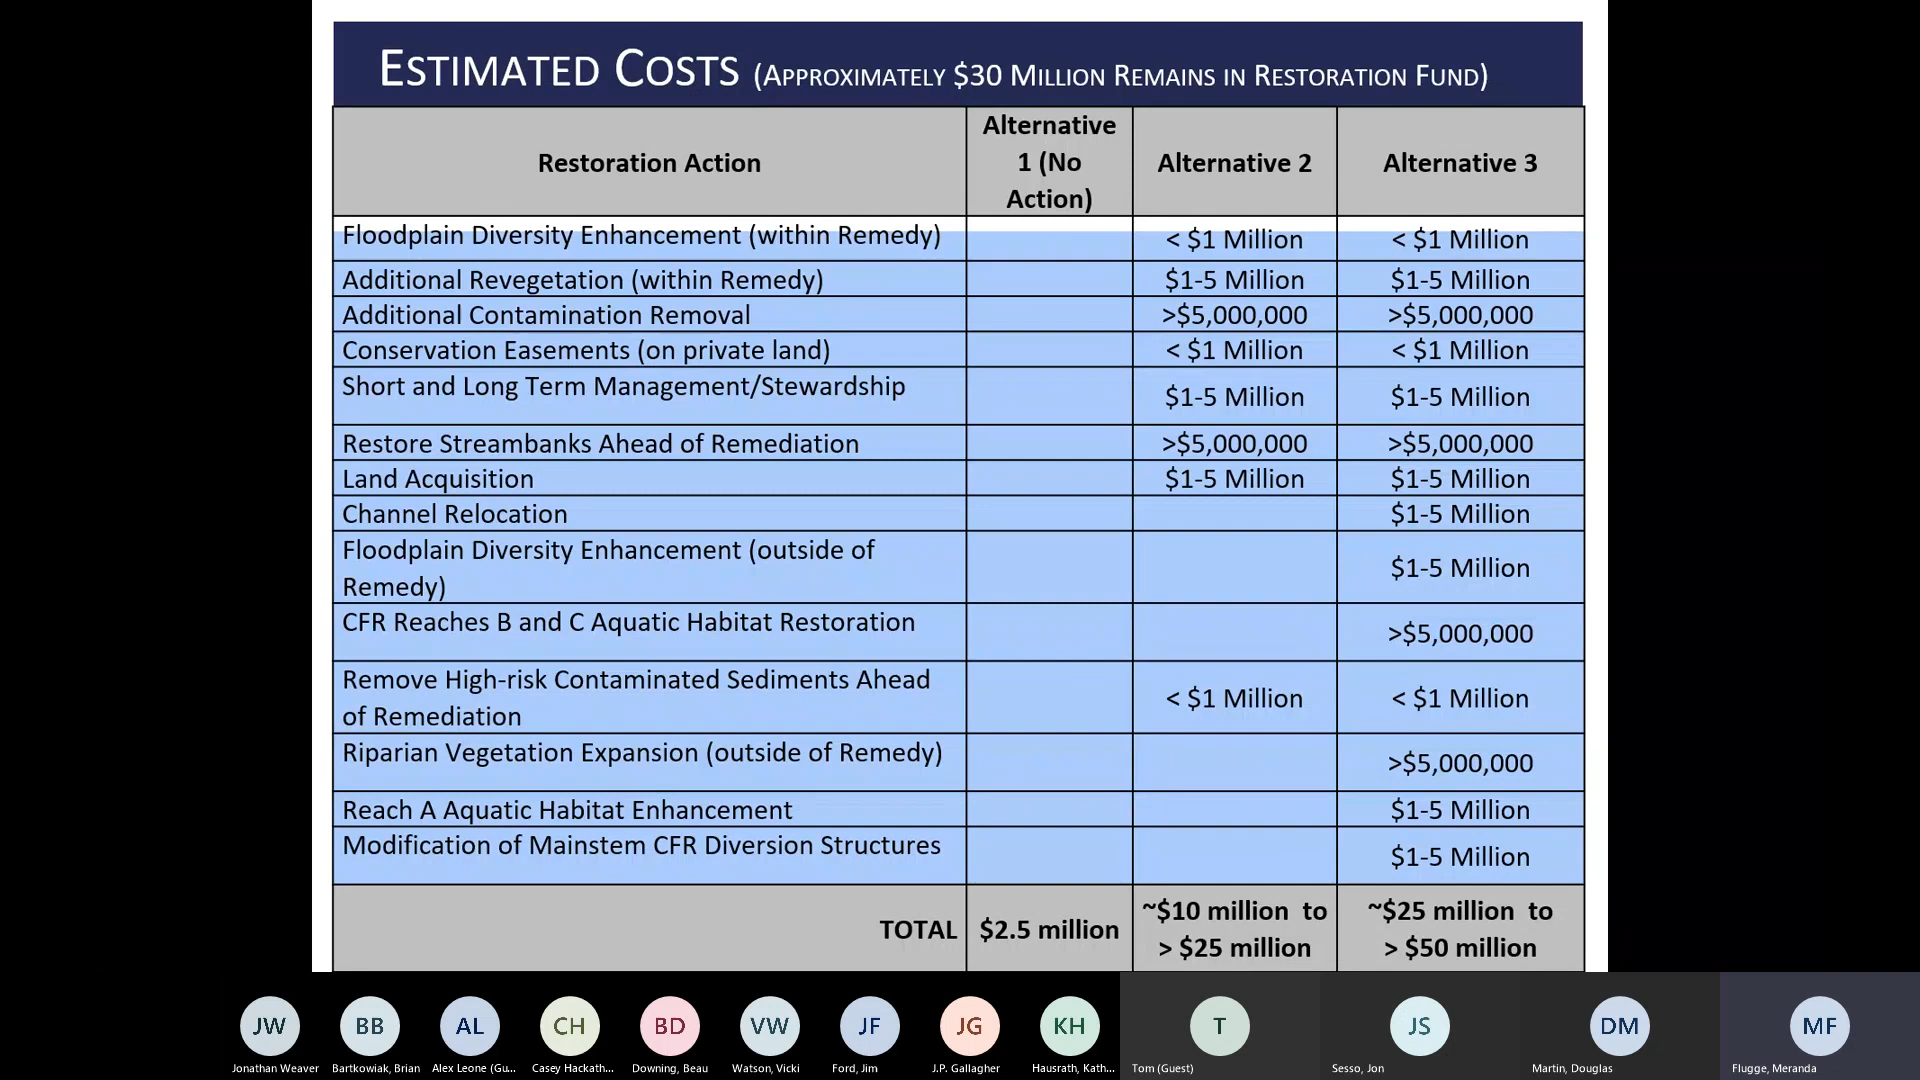 ESTIMATED COSTS (APPROXIMATELY $30 MILLION REMAINS IN RESTORATION FUND)
Restoration Action
Alternative
1 (No
Action)
Alternative 2
Alternative 3
Floodplain Diversity Enhancement (within Remedy)
< $1 Million
< $1 Million
Additional Revegetation (within Remedy)
$1-5 Million
$1-5 Million
Additional Contamination Removal
>$5,000,000
>$5,000,000
Conservation Easements (on private land)
< $1 Million
< $1 Million
Short and Long Term Management/Stewardship
$1-5 Million
$1-5 Million
Restore Streambanks Ahead of Remediation
>$5,000,000
>$5,000,000
Land Acquisition
$1-5 Million
$1-5 Million
Channel Relocation
$1-5 Million
Floodplain Diversity Enhancement (outside of
Remedy)
$1-5 Million
CFR Reaches B and C Aquatic Habitat Restoration
>$5,000,000
Remove High-risk Contaminated Sediments Ahead
of Remediation
< $1 Million
< $1 Million
Riparian Vegetation Expansion (outside of Remedy)
>$5,000,000
Reach A Aquatic Habitat Enhancement
$1-5 Million
Modification of Mainstem CFR Diversion Structures
$1-5 Million
TOTAL
$2.5 million
~$10 million to
> $25 million
~$25 million to
> $50 million
JW
BB
AL
CH
BD
VW
JF
JG
KH
T
JS
DM
MF
Jonathan Weaver
Bartkowiak, Brian
Alex Leone (Gu...
Casey Hackath...
Downing, Beau
Watson, Vicki
Ford, Jim
J.P. Gallagher
Hausrath, Kath...
Tom (Guest)
Sesso, Jon
Martin, Douglas
Flugge, Meranda